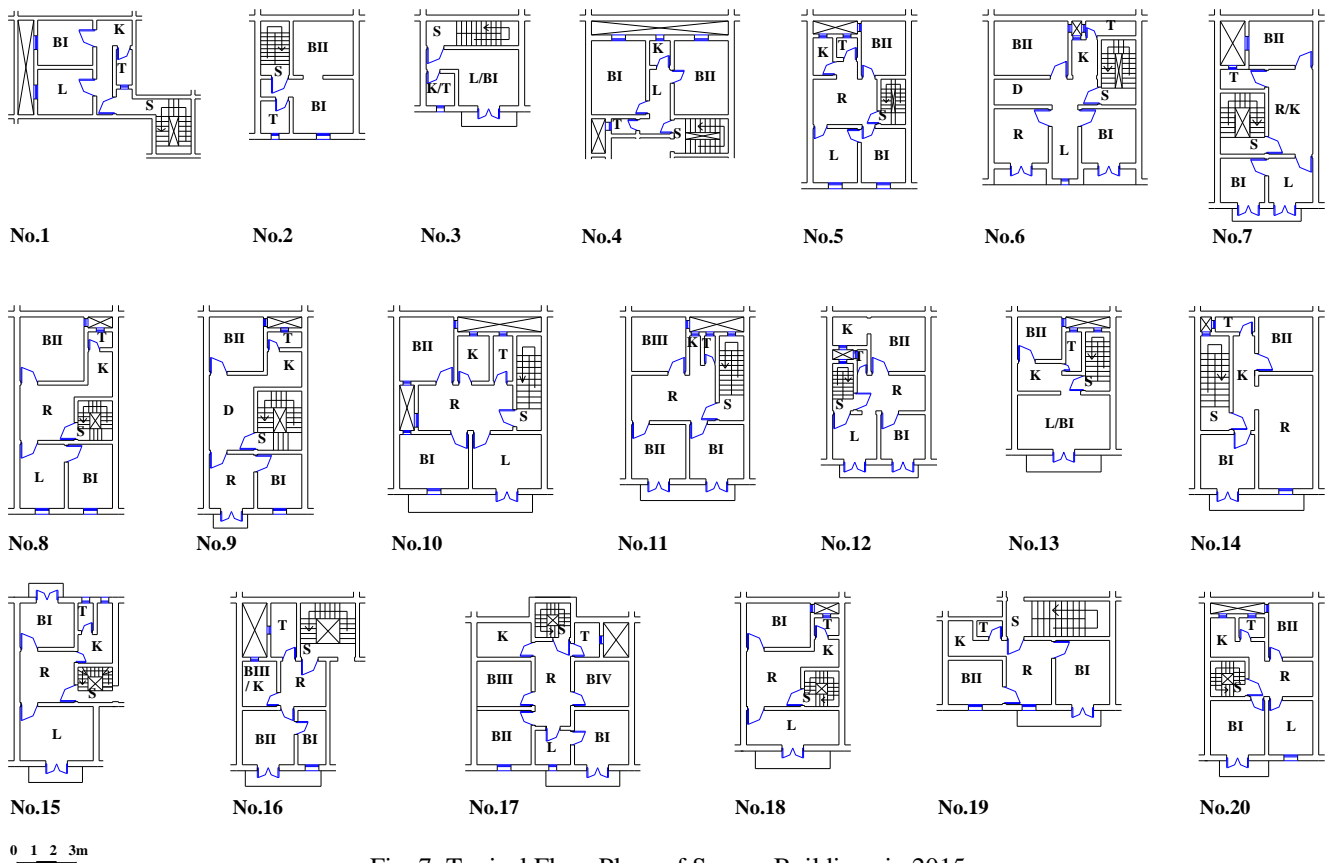 BI
K
L
T
S
No.1
BII
S
BI
T
No.2
S
L/BI
K/T
No.3
K
BI
BII
L
T
S
No.4
K
T
BII
R
S
L
BI
No.5
BII
T
K
D
S
R
BI
L
No.6
BII
T
R/K
S
BI
L
No.7
BII
T
K
R
S
L
BI
No.8
BII
T
K
D
S
R
BI
No.9
BII
K
T
R
S
BI
L
No.10
BIII
K
T
R
S
BII
BI
No.11
K
T
BII
R
S
L
BI
No.12
BII
T
K
S
L/BI
No.13
T
BII
K
S
R
BI
No.14
T
BI
K
R
S
L
No.15
T
S
BIII
/ K
R
BII
BI
No.16
K
S
T
BIII
R
BIV
BII
L
BI
No.17
BI
T
K
R
S
L
No.18
K
T
S
BII
R
BI
No.19
K
T
BII
S
R
BI
L
No.20
0 1 2 3m
Fig. 7 Typical Floor Plans of Survey Buildings in 2015